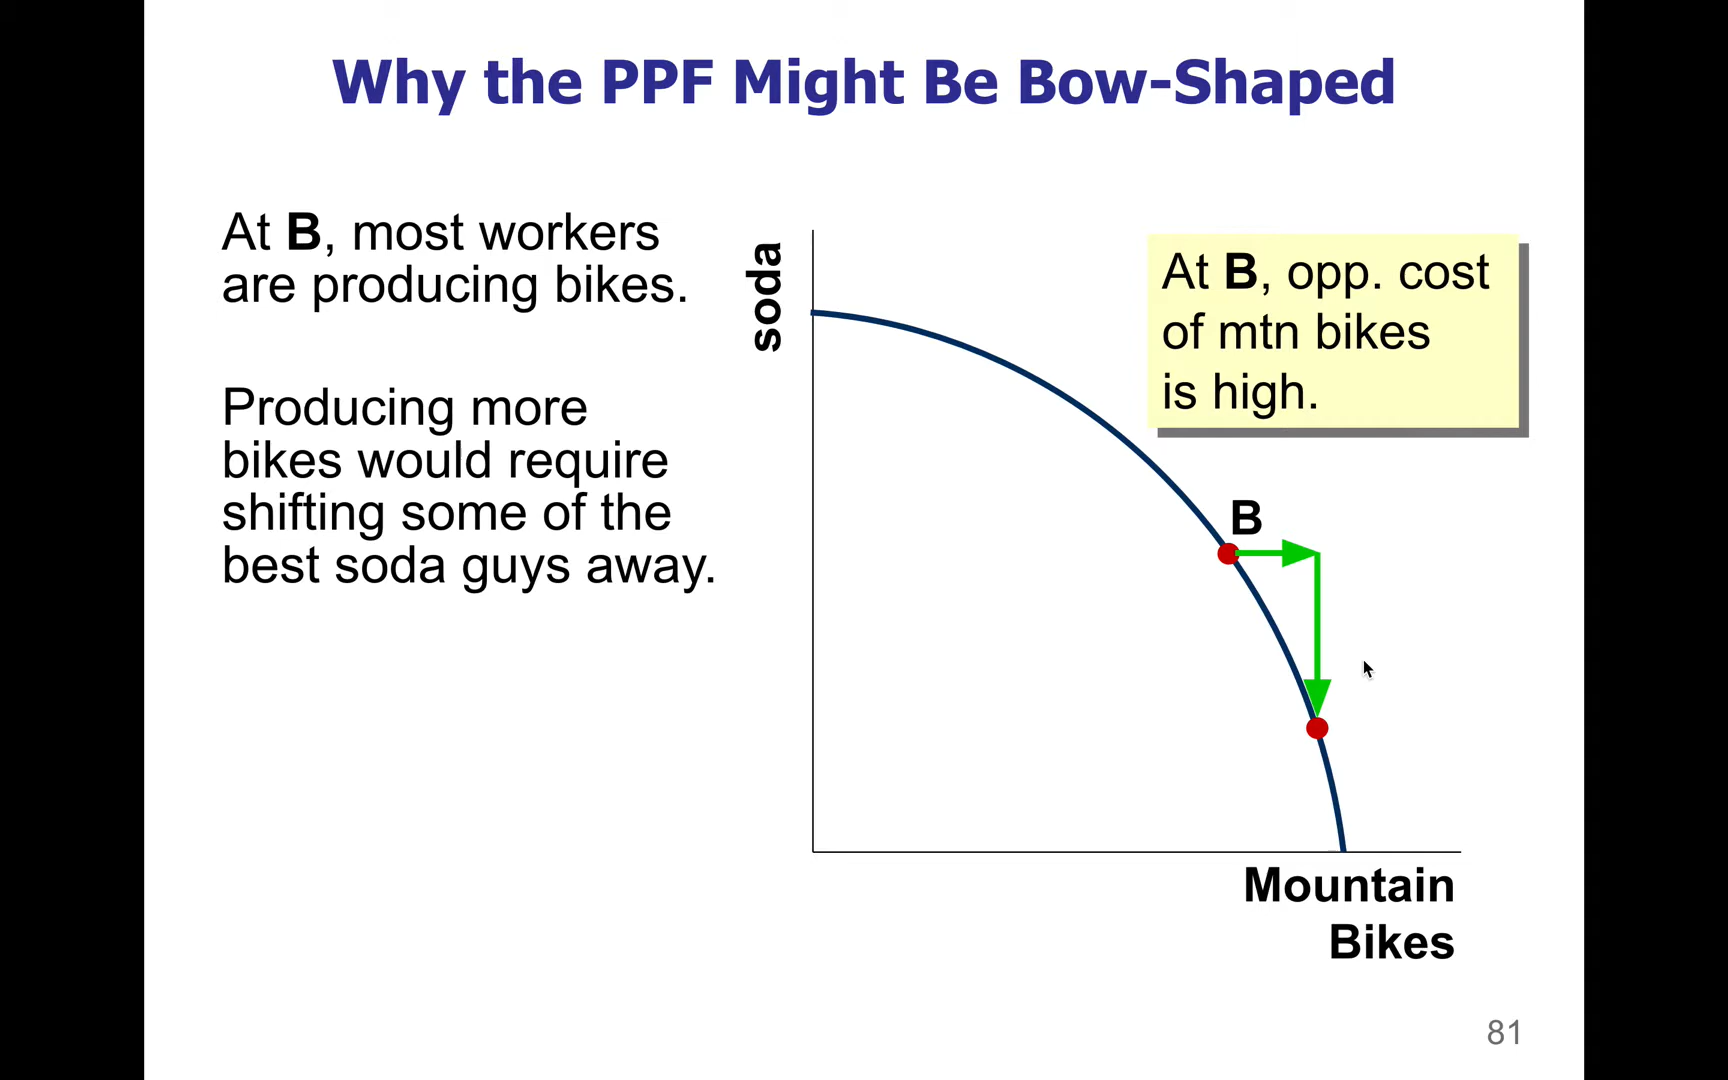 Why the PPF Might Be Bow-Shaped
At B, most workers
are producing bikes.
Producing more
bikes would require
shifting some of the
best soda guys away.
soda
At B, opp. cost
of mtn bikes
is high.
B
Mountain
Bikes
81